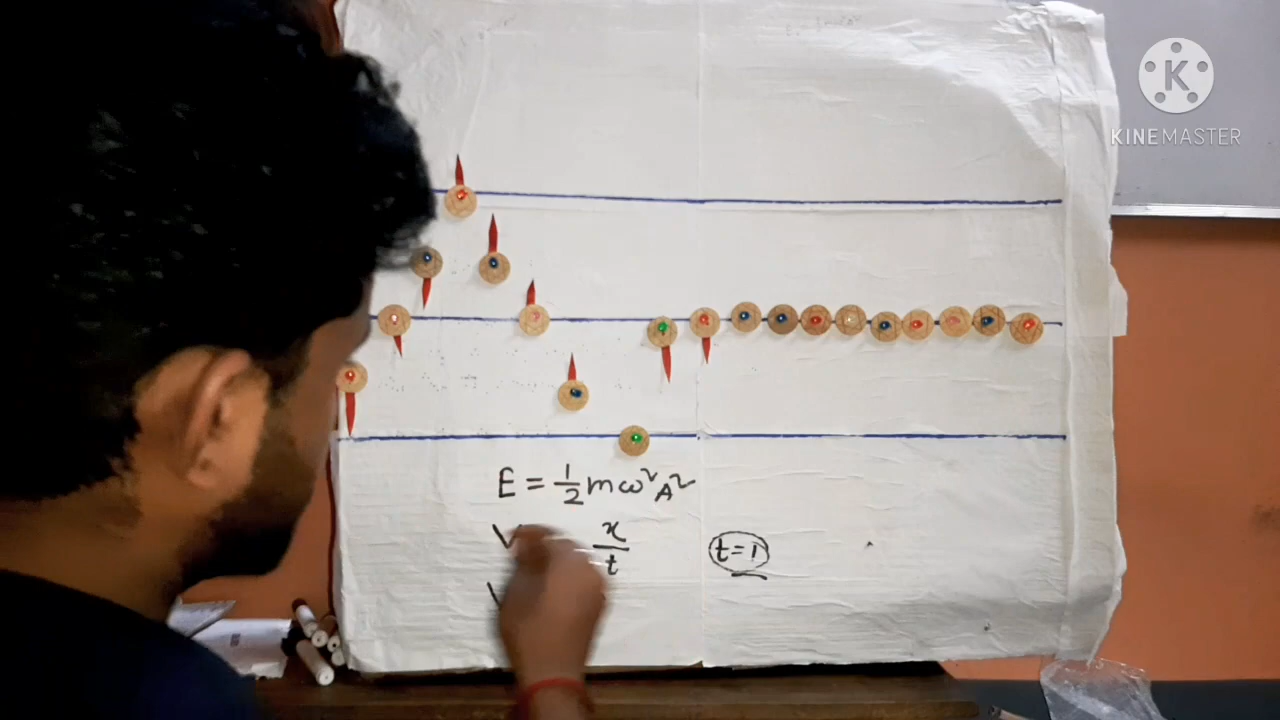 K
KINEMASTER
E = ½mω²A²
V
x/t
t=1
V